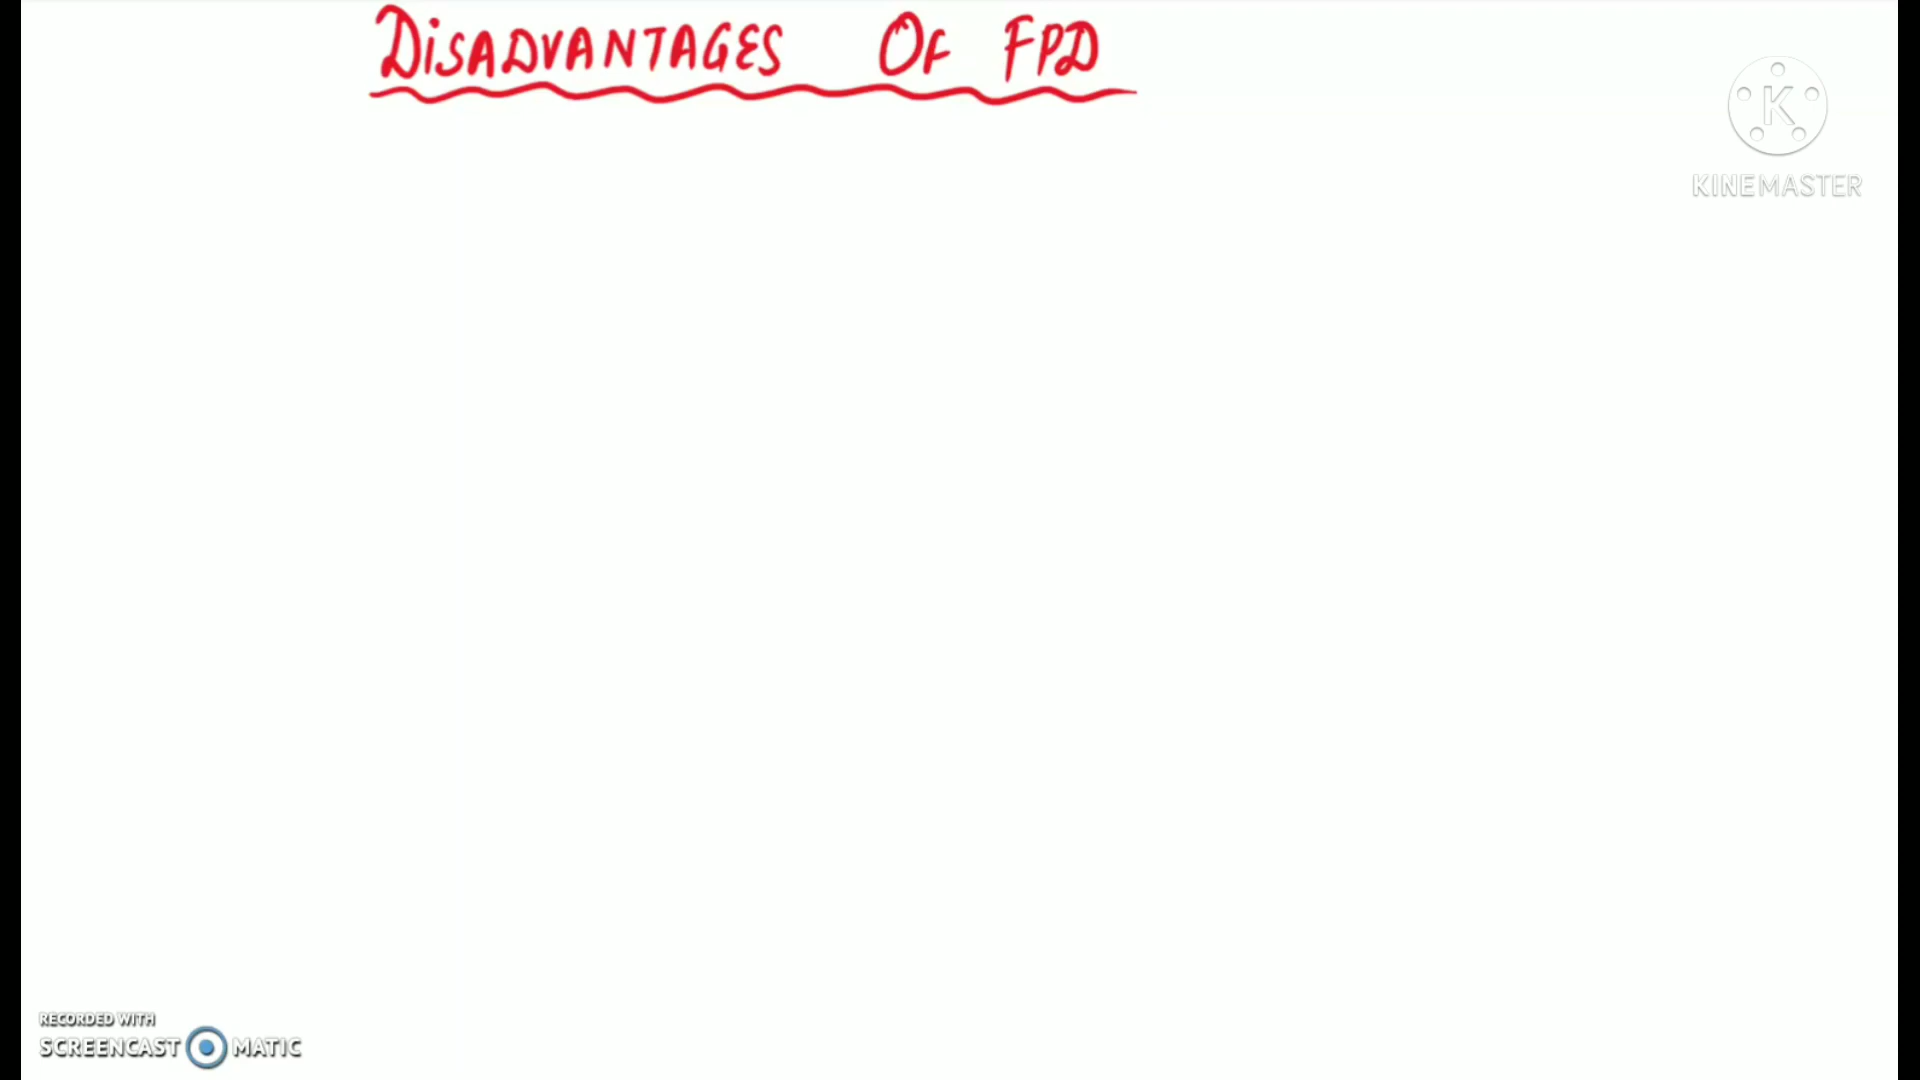 DISADVANTAGES OF FPD
K
KINEMASTER
RECORDED WITH
SCREENCAST MATIC